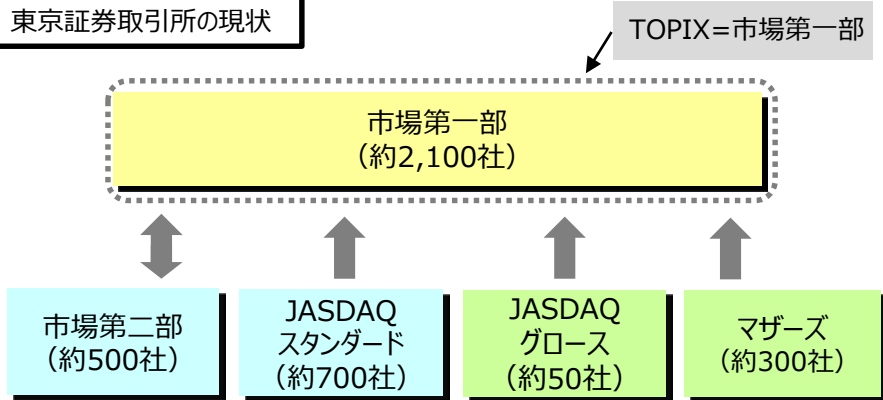 東京証券取引所の現状
TOPIX=市場第一部
市場第一部
（約2,100社）
市場第二部
（約500社）
JASDAQ
スタンダード
（約700社）
JASDAQ
グロース
（約50社）
マザーズ
（約300社）